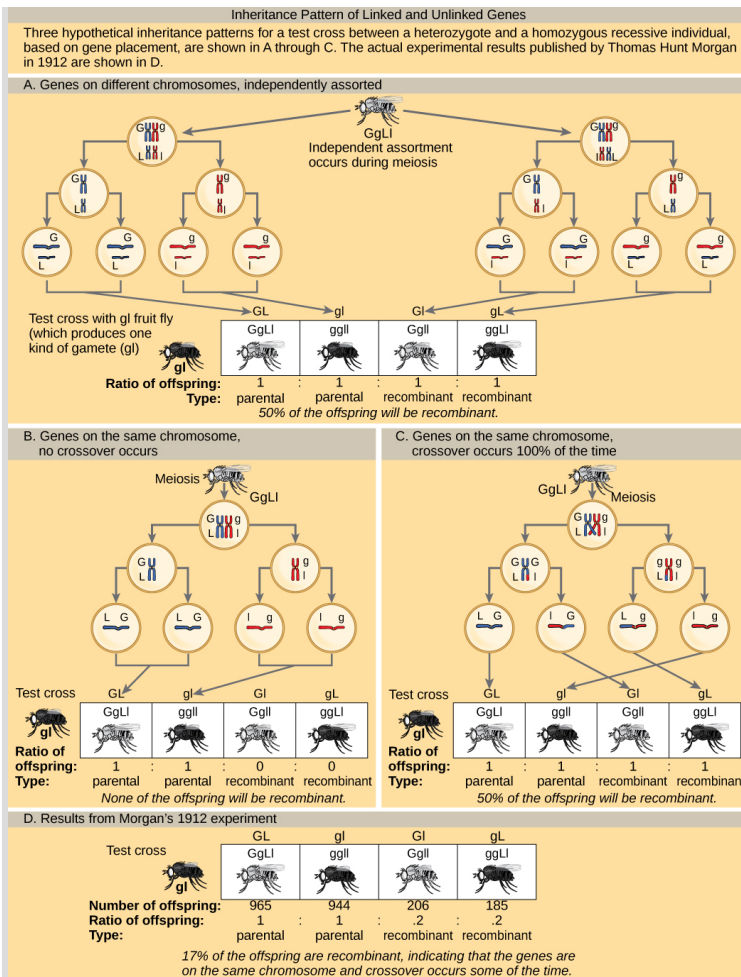 Inheritance Pattern of Linked and Unlinked Genes
Three hypothetical inheritance patterns for a test cross between a heterozygote and a homozygous recessive individual,
based on gene placement, are shown in A through C. The actual experimental results published by Thomas Hunt Morgan
in 1912 are shown in D.
A. Genes on different chromosomes, independently assorted
GgLl
Independent assortment
occurs during meiosis
G g
L l
G g
l L
G
L
g
l
G
l
g
L
G
L
G
L
g
l
g
l
G
l
G
l
g
L
g
L
Test cross with gl fruit fly
(which produces one
kind of gamete (gl)
GL gl Gl gL
GgLl ggll Ggll ggLl
gl
Ratio of offspring: 1 : 1 : 1 : 1
Type: parental parental recombinant recombinant
50% of the offspring will be recombinant.
B. Genes on the same chromosome,
no crossover occurs
Meiosis
GgLl
G g
L l
G
L
g
l
L G
L G
l g
l g
Test cross
GL gl Gl gL
GgLl ggll Ggll ggLl
gl
Ratio of
offspring: 1 : 1 : 0 : 0
Type: parental parental recombinant recombinant
None of the offspring will be recombinant.
C. Genes on the same chromosome,
crossover occurs 100% of the time
GgLl
Meiosis
G g
L l
G G
L l
g g
L l
L G
l G
L g
l g
Test cross
GL gl Gl gL
GgLl ggll Ggll ggLl
gl
Ratio of
offspring: 1 : 1 : 1 : 1
Type: parental parental recombinant recombinant
50% of the offspring will be recombinant.
D. Results from Morgan's 1912 experiment
GL gl Gl gL
Test cross
GgLl ggll Ggll ggLl
gl
Number of offspring: 965 944 206 185
Ratio of offspring: 1 : 1 : .2 : .2
Type: parental parental recombinant recombinant
17% of the offspring are recombinant, indicating that the genes are
on the same chromosome and crossover occurs some of the time.